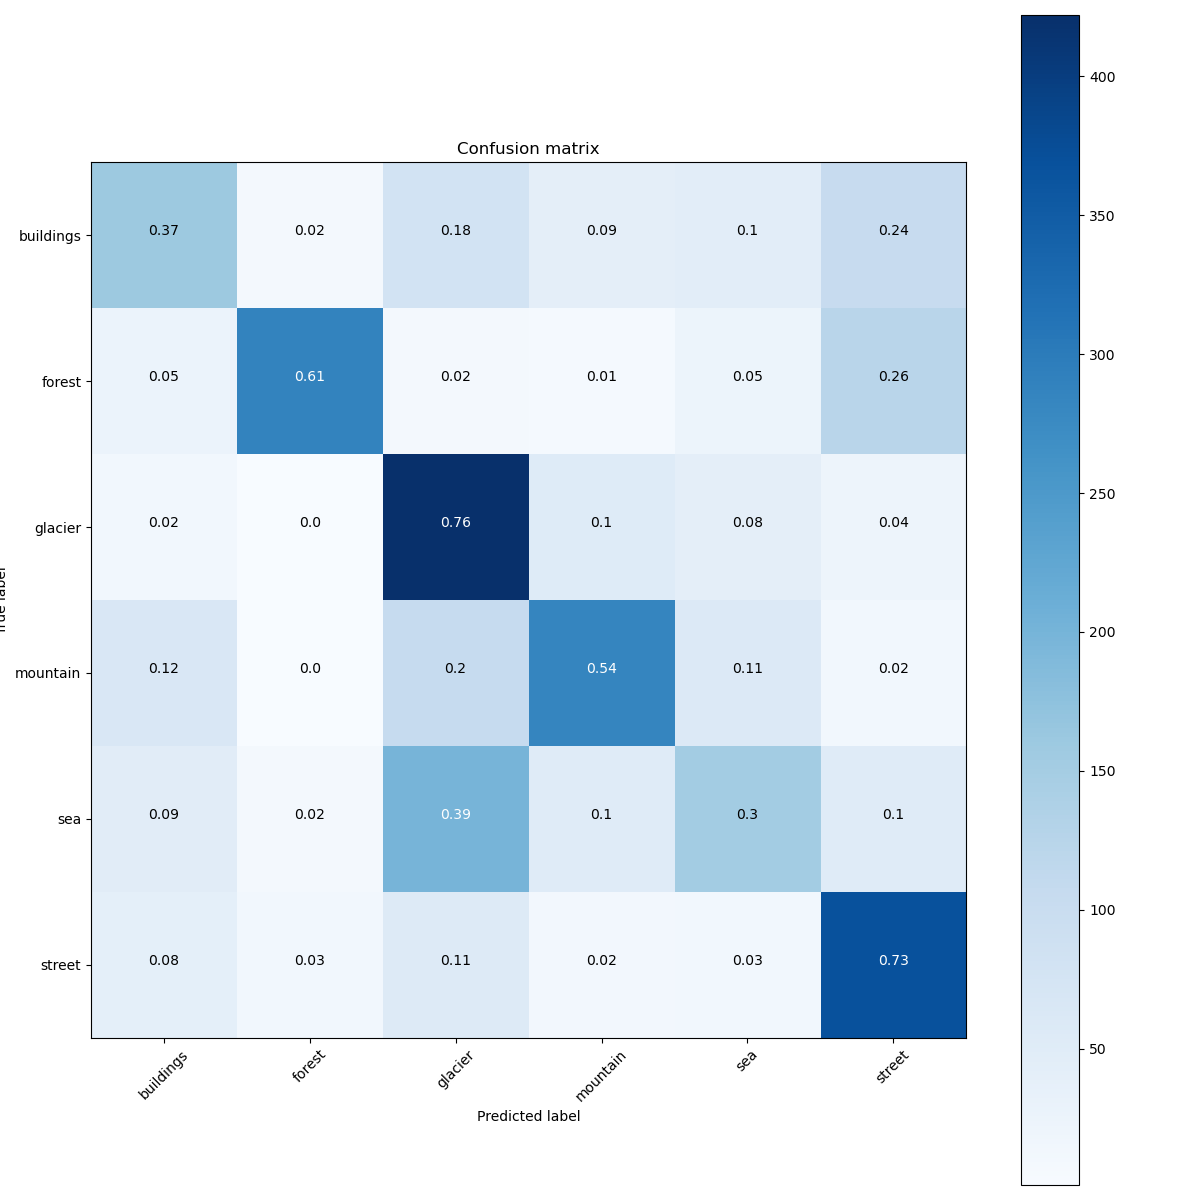 Confusion matrix
buildings 0.37 0.02 0.18 0.09 0.1 0.24
forest 0.05 0.61 0.02 0.01 0.05 0.26
glacier 0.02 0.0 0.76 0.1 0.08 0.04
mountain 0.12 0.0 0.2 0.54 0.11 0.02
sea 0.09 0.02 0.39 0.1 0.3 0.1
street 0.08 0.03 0.11 0.02 0.03 0.73
buildings forest glacier mountain sea street
Predicted label
True label
400
350
300
250
200
150
100
50